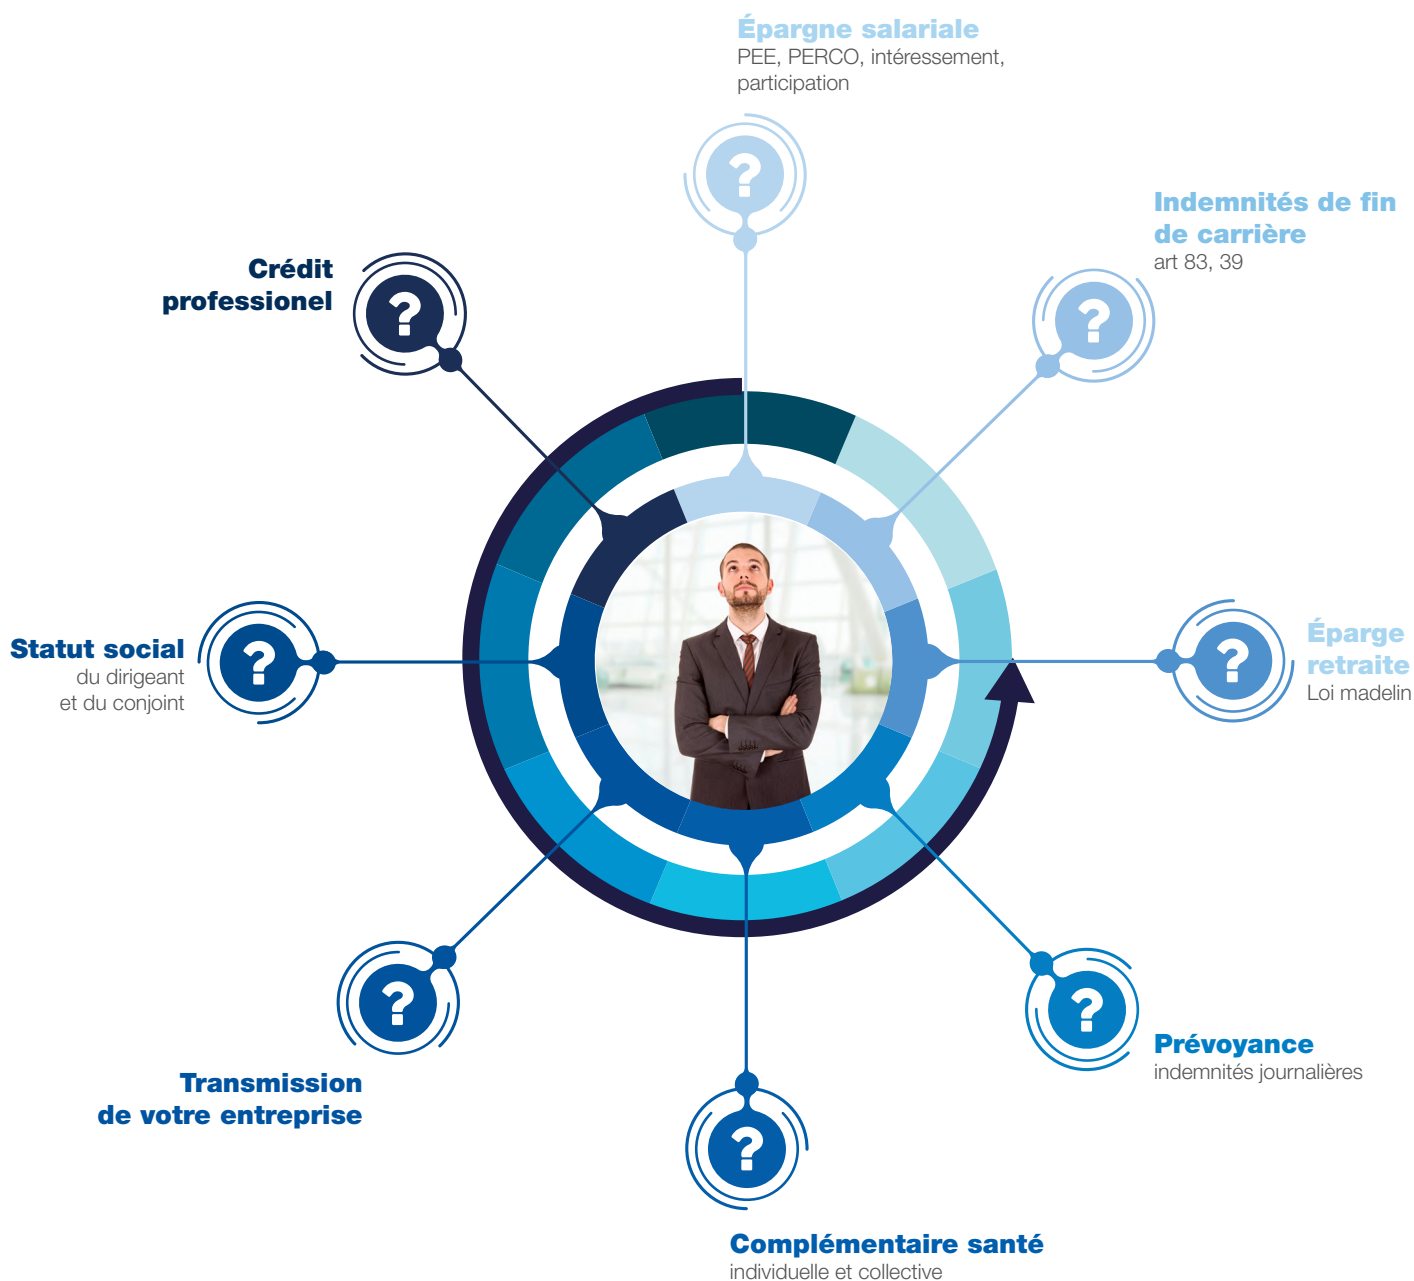 Épargne salariale
PEE, PERCO, intéressement,
participation
Indemnités de fin
de carrière
art 83, 39
Crédit
professionel
Éparge
retraite
Loi madelin
Statut social
du dirigeant
et du conjoint
Prévoyance
indemnités journalières
Transmission
de votre entreprise
Complémentaire santé
individuelle et collective